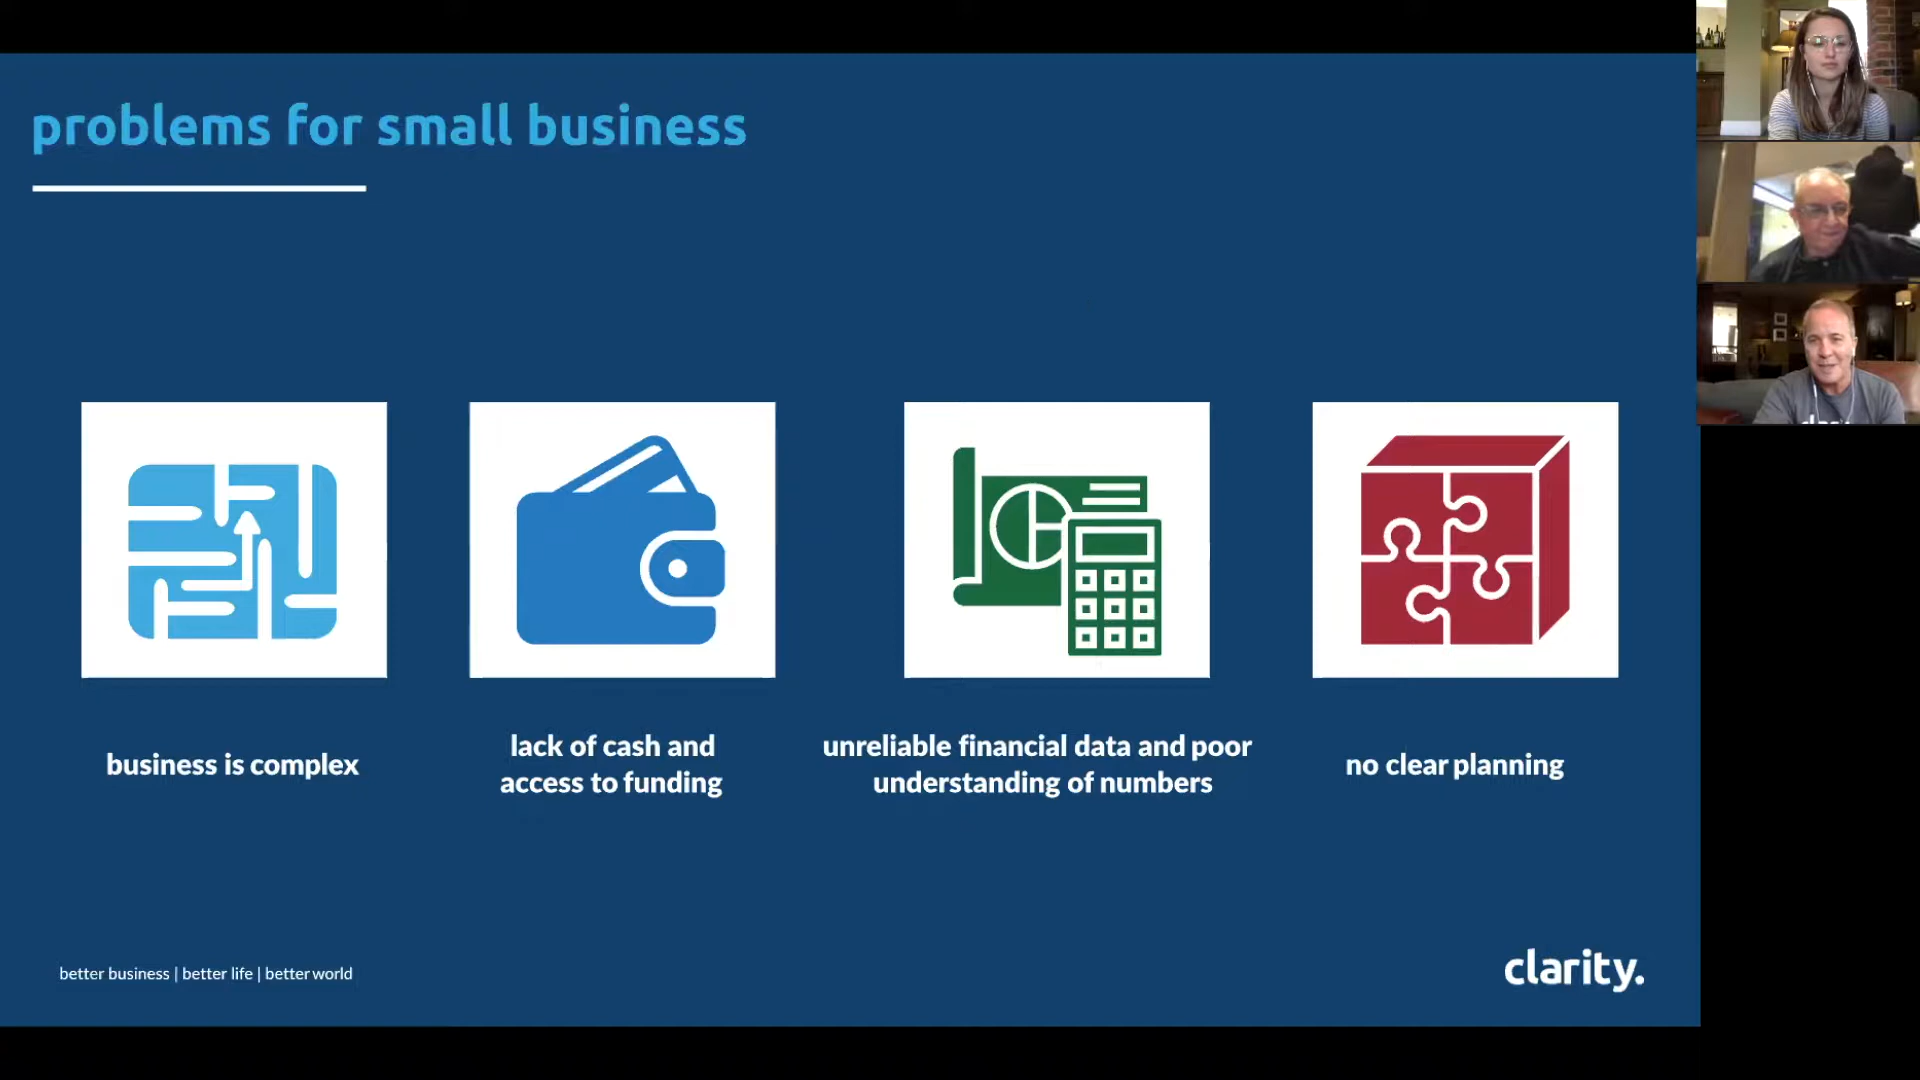 problems for small business
business is complex
lack of cash and
access to funding
unreliable financial data and poor
understanding of numbers
no clear planning
better business | better life | better world
clarity.